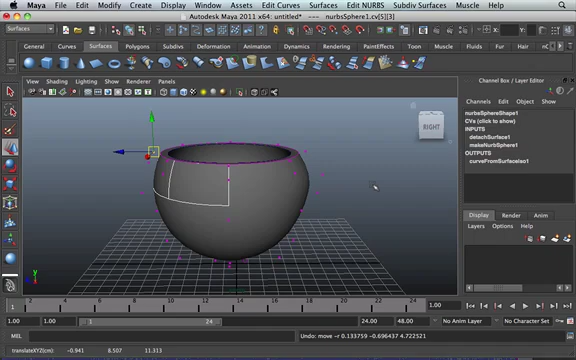 Maya File Edit Modify Create Display Window Assets Surfaces Edit NURBS Subdiv Surfaces Muscle
Autodesk Maya 2011 x64: untitled* --- nurbsSphere1.cv[5][3]
Surfaces
X: Y: Z:
General Curves Surfaces Polygons Subdivs Deformation Animation Dynamics Rendering PaintEffects Toon Muscle Fluids Fur Hair
View Shading Lighting Show Renderer Panels
Channel Box / Layer Editor
Channels Edit Object Show
nurbsSphereShape1
CVs (click to show)
INPUTS
detachSurface1
makeNurbSphere1
OUTPUTS
curveFromSurfaceIso1
RIGHT
Display Render Anim
Layers Options Help
y
2 4 6 8 10 12 14 16 18 20 22 24
1.00
1.00 1.00 1 24 24.00 48.00 No Anim Layer No Character Set
MEL Undo: move -r 0.133759 -0.696437 4.722521
translateXYZ(cm): -0.941 8.507 11.313